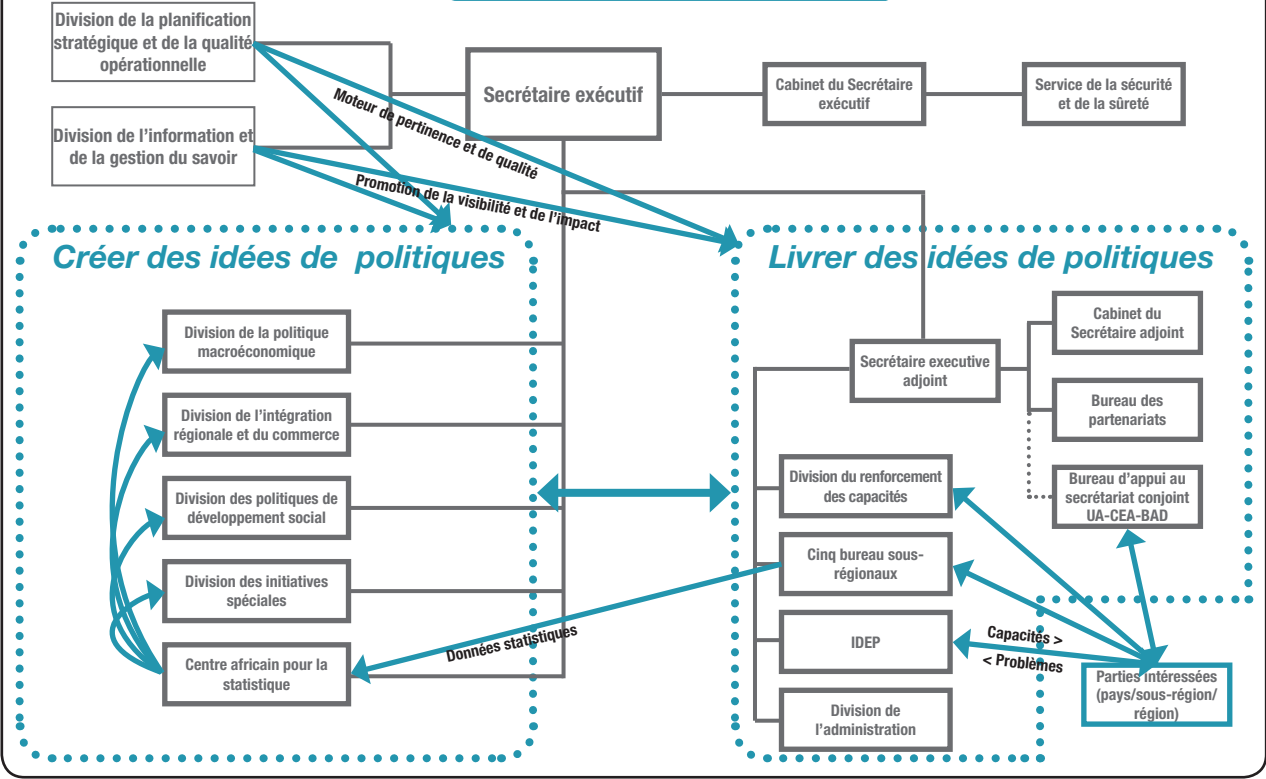 Division de la planification
stratégique et de la qualité
opérationnelle
Secrétaire exécutif
Cabinet du Secrétaire
exécutif
Service de la sécurité
et de la sûreté
Division de l'information et
de la gestion du savoir
Moteur de pertinence et de qualité
Promotion de la visibilité et de l'impact
Créer des idées de politiques
Division de la politique
macroéconomique
Division de l'intégration
régionale et du commerce
Division des politiques de
développement social
Division des initiatives
spéciales
Centre africain pour la
statistique
Données statistiques
Livrer des idées de politiques
Secrétaire executive
adjoint
Cabinet du
Secrétaire adjoint
Bureau des
partenariats
Bureau d'appui au
secrétariat conjoint
UA-CEA-BAD
Division du renforcement
des capacités
Cinq bureau sous-
régionaux
IDEP
Division de
l'administration
Capacités >
< Problèmes
Parties intéressées
(pays/sous-région/
région)